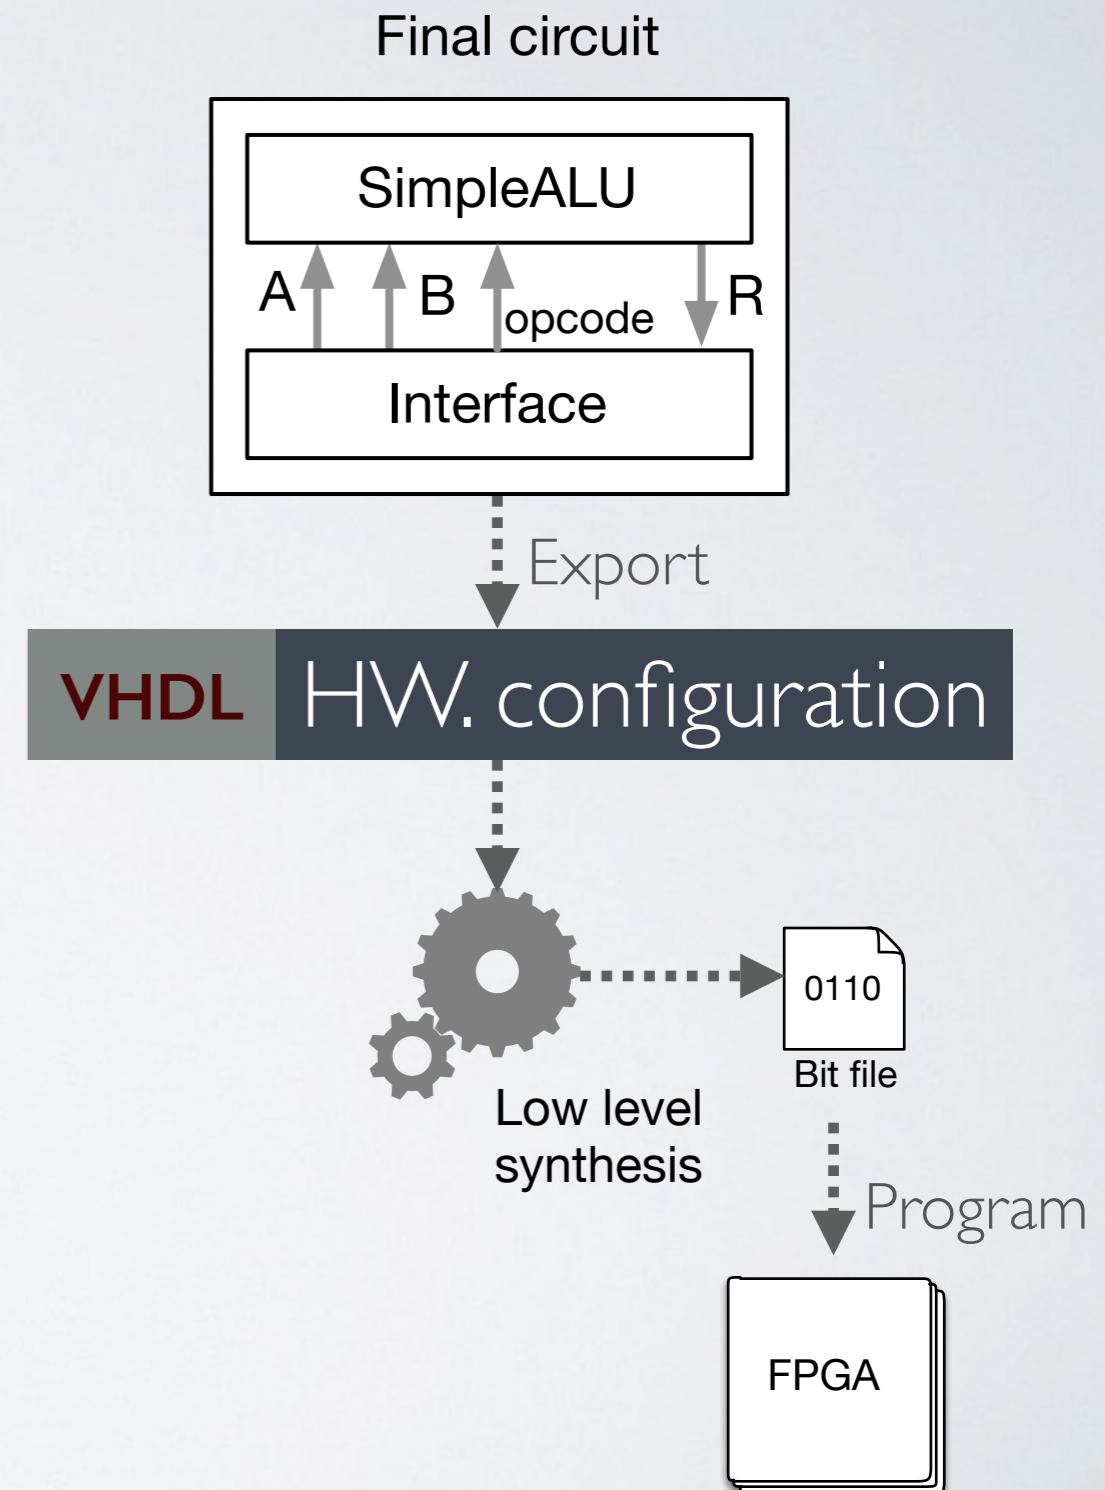 Final circuit
SimpleALU
A B opcode R
Interface
Export
VHDL HW. configuration
0110
Bit file
Low level
synthesis
Program
FPGA